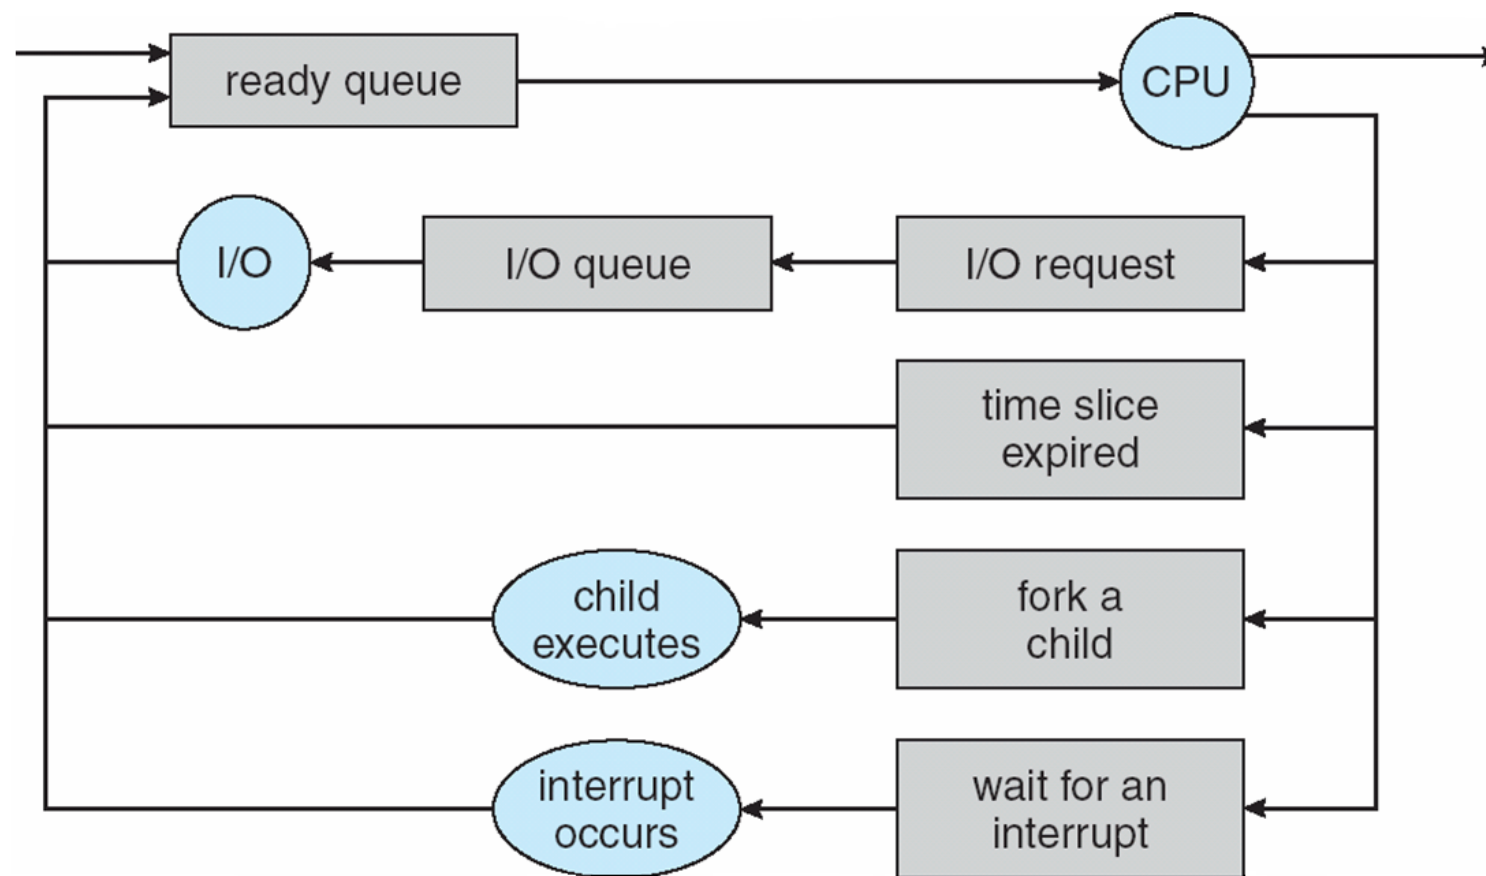 ready queue
CPU
I/O
I/O queue
I/O request
time slice
expired
child
executes
fork a
child
interrupt
occurs
wait for an
interrupt